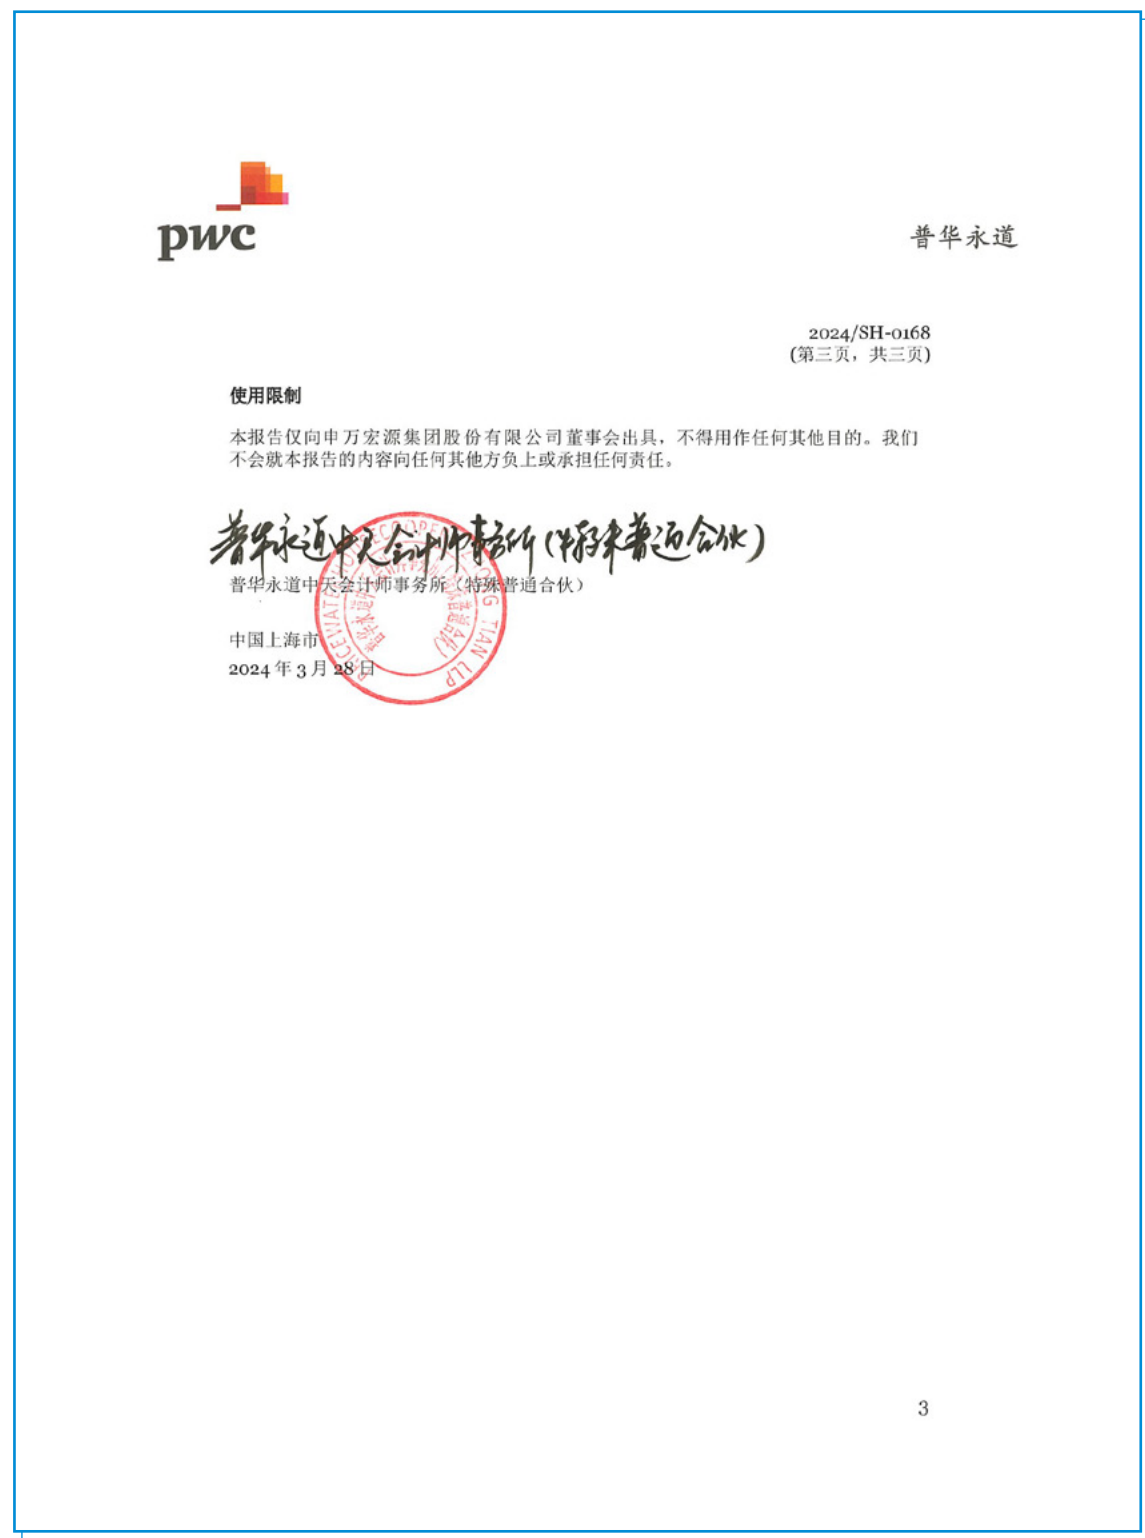 pwc
普华永道
2024/SH-0168
(第三页，共三页)
使用限制
本报告仅向申万宏源集团股份有限公司董事会出具，不得用作任何其他目的。我们
不会就本报告的内容向任何其他方负上或承担任何责任。
普华永道中天会计师事务所(特殊普通合伙)
普华永道中天会计师事务所（特殊普通合伙）
中国上海市
2024 年 3 月 28 日
3